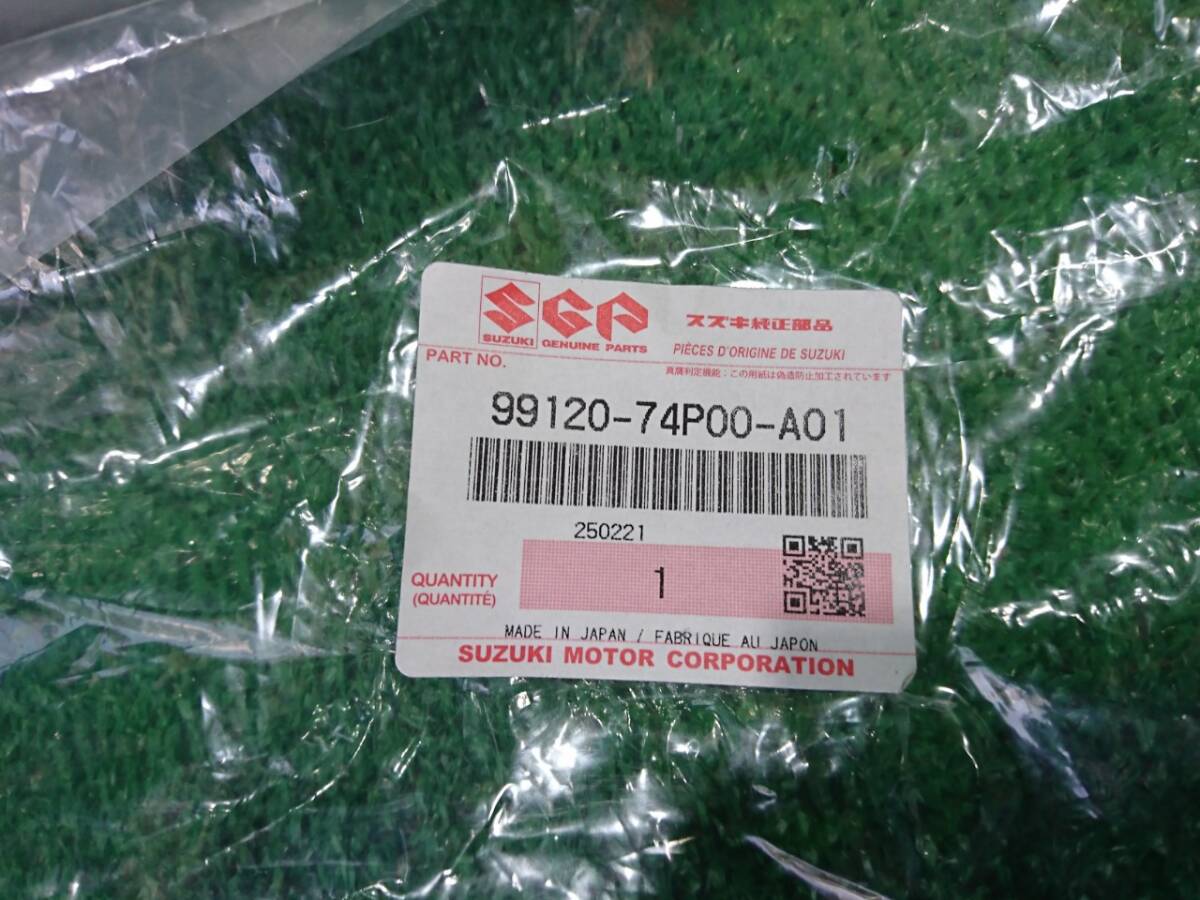 SUZUKI
SGP
GENUINE PARTS
スズキ純正部品
PIÈCES D'ORIGINE DE SUZUKI
PART NO.
真贋判定機能：この用紙は偽造防止加工されています
99120-74P00-A01
250221
QUANTITY
(QUANTITÉ)
1
MADE IN JAPAN / FABRIQUE AU JAPON
SUZUKI MOTOR CORPORATION